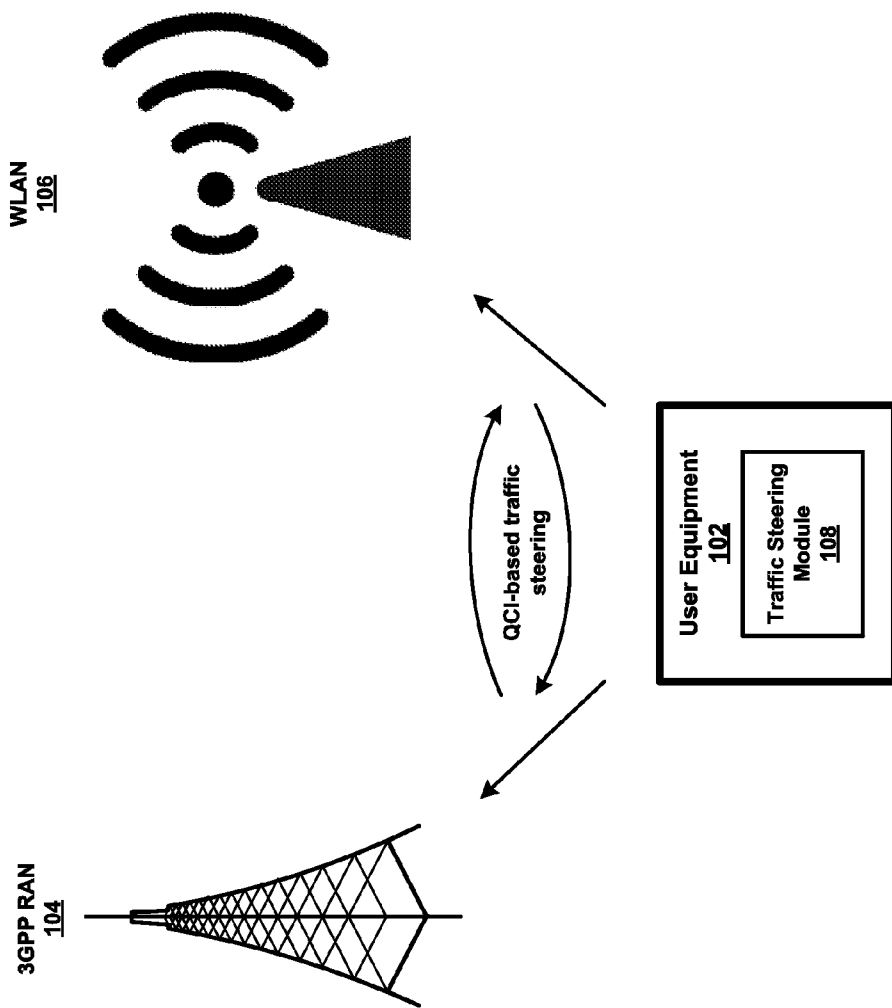 3GPP RAN
104
WLAN
106
QCI-based traffic
steering
User Equipment
102
Traffic Steering
Module
108